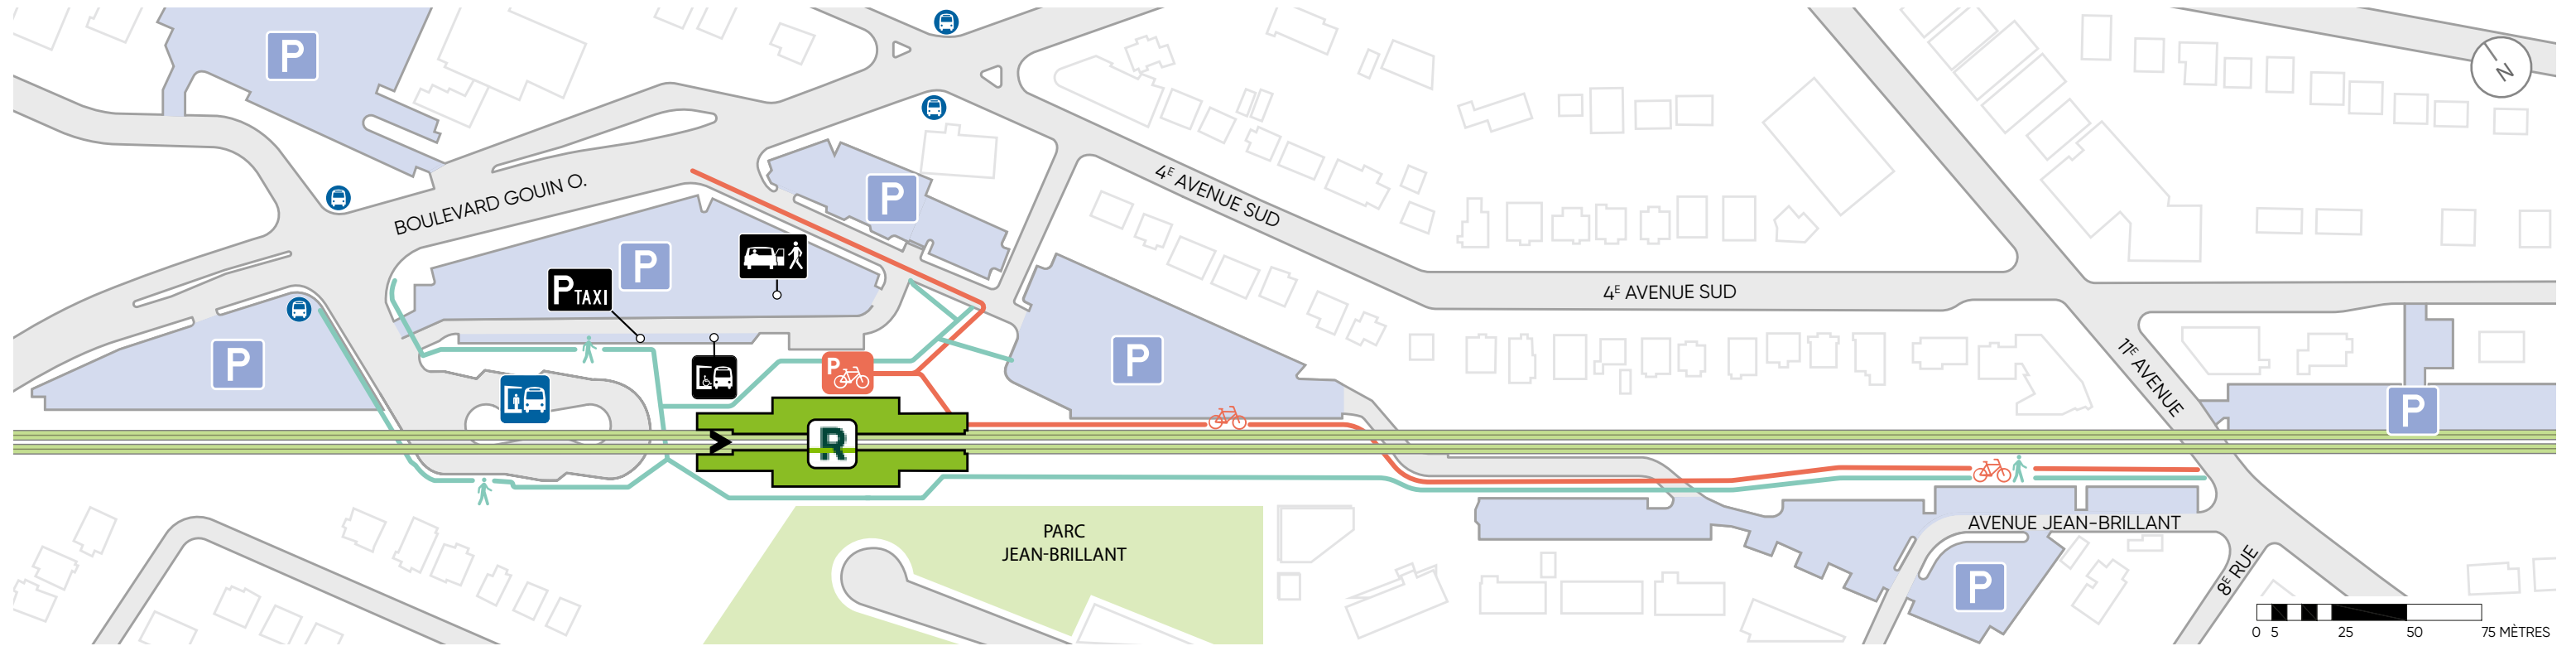 P
N
BOULEVARD GOUIN O.
P
4E AVENUE SUD
P
P TAXI
4E AVENUE SUD
P
P
P
11E AVENUE
P
R
PARC
JEAN-BRILLANT
AVENUE JEAN-BRILLANT
8E RUE
P
0 5 25 50 75 MÈTRES